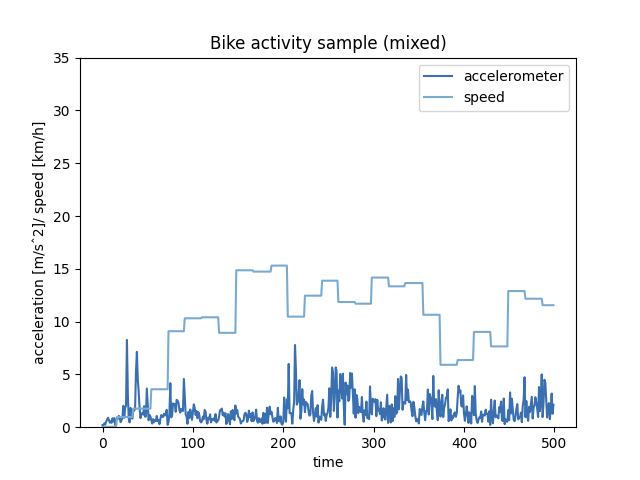 Bike activity sample (mixed)
35
30
25
20
15
10
5
0
acceleration [m/sˆ2]/ speed [km/h]
accelerometer
speed
0 100 200 300 400 500
time